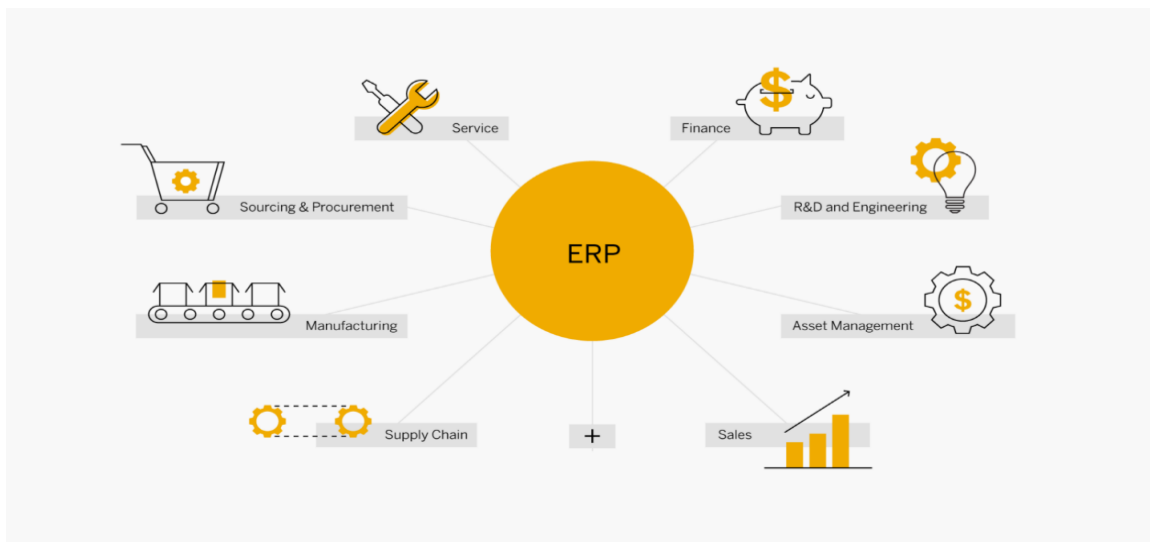 Service
Finance
Sourcing & Procurement
R&D and Engineering
ERP
Manufacturing
Asset Management
Supply Chain
+
Sales
$
$